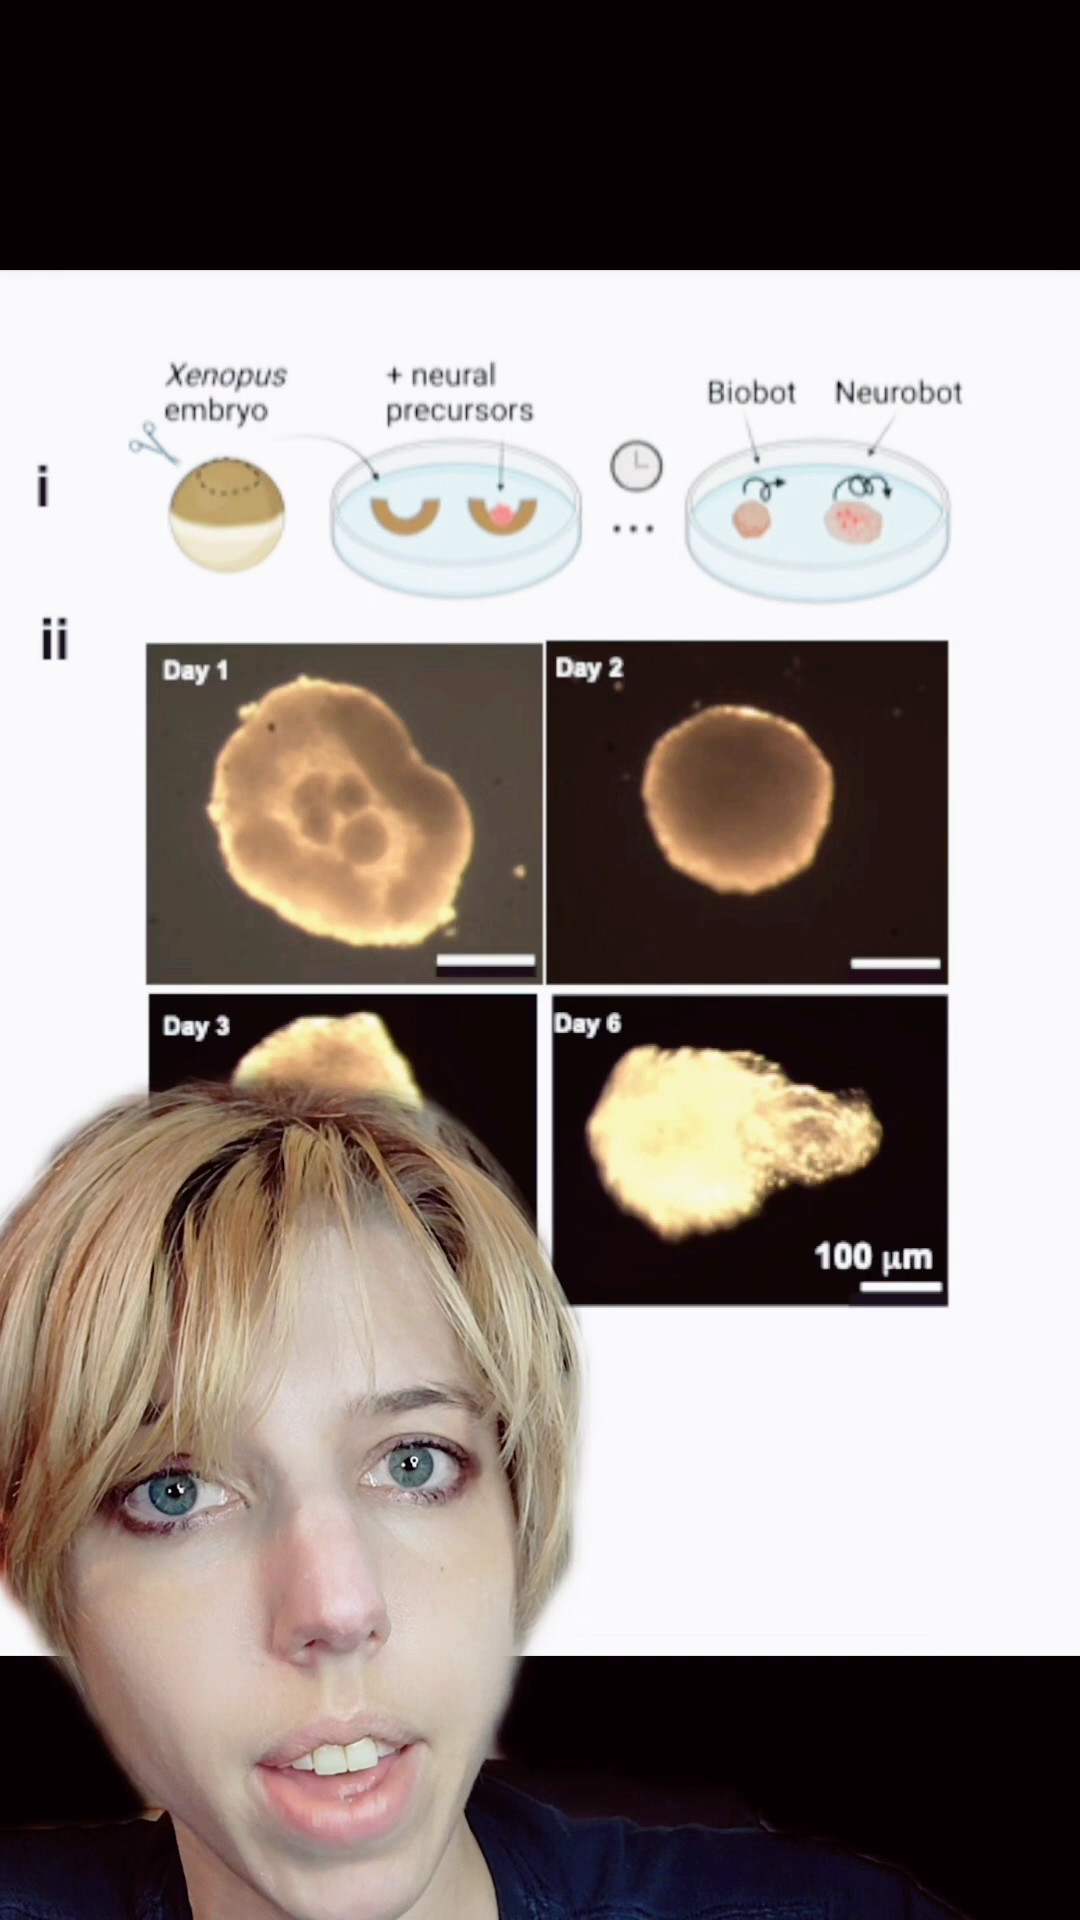 Xenopus
embryo
+ neural
precursors
Biobot
Neurobot
i
...
ii
Day 1
Day 2
Day 3
Day 6
100 µm